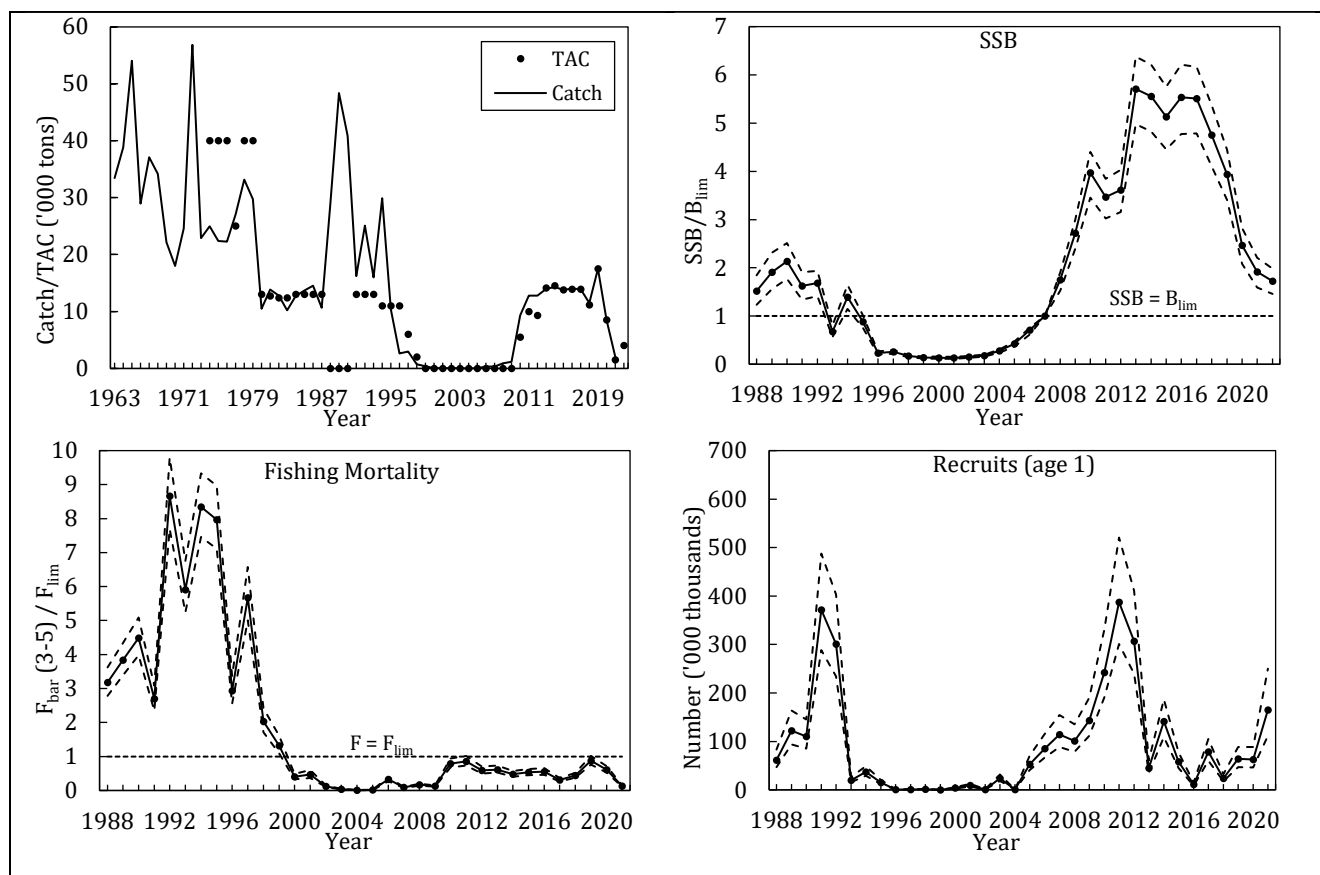 60
50
40
30
20
10
0
Catch/TAC ('000 tons)
TAC
Catch
1963 1971 1979 1987 1995 2003 2011 2019
Year
SSB
7
6
5
4
3
2
1
0
SSB/Blim
SSB = Blim
1988 1992 1996 2000 2004 2008 2012 2016 2020
Year
Fishing Mortality
10
9
8
7
6
5
4
3
2
1
0
Fbar (3-5) / Flim
F = Flim
1988 1992 1996 2000 2004 2008 2012 2016 2020
Year
Recruits (age 1)
700
600
500
400
300
200
100
0
Number ('000 thousands)
1988 1992 1996 2000 2004 2008 2012 2016 2020
Year